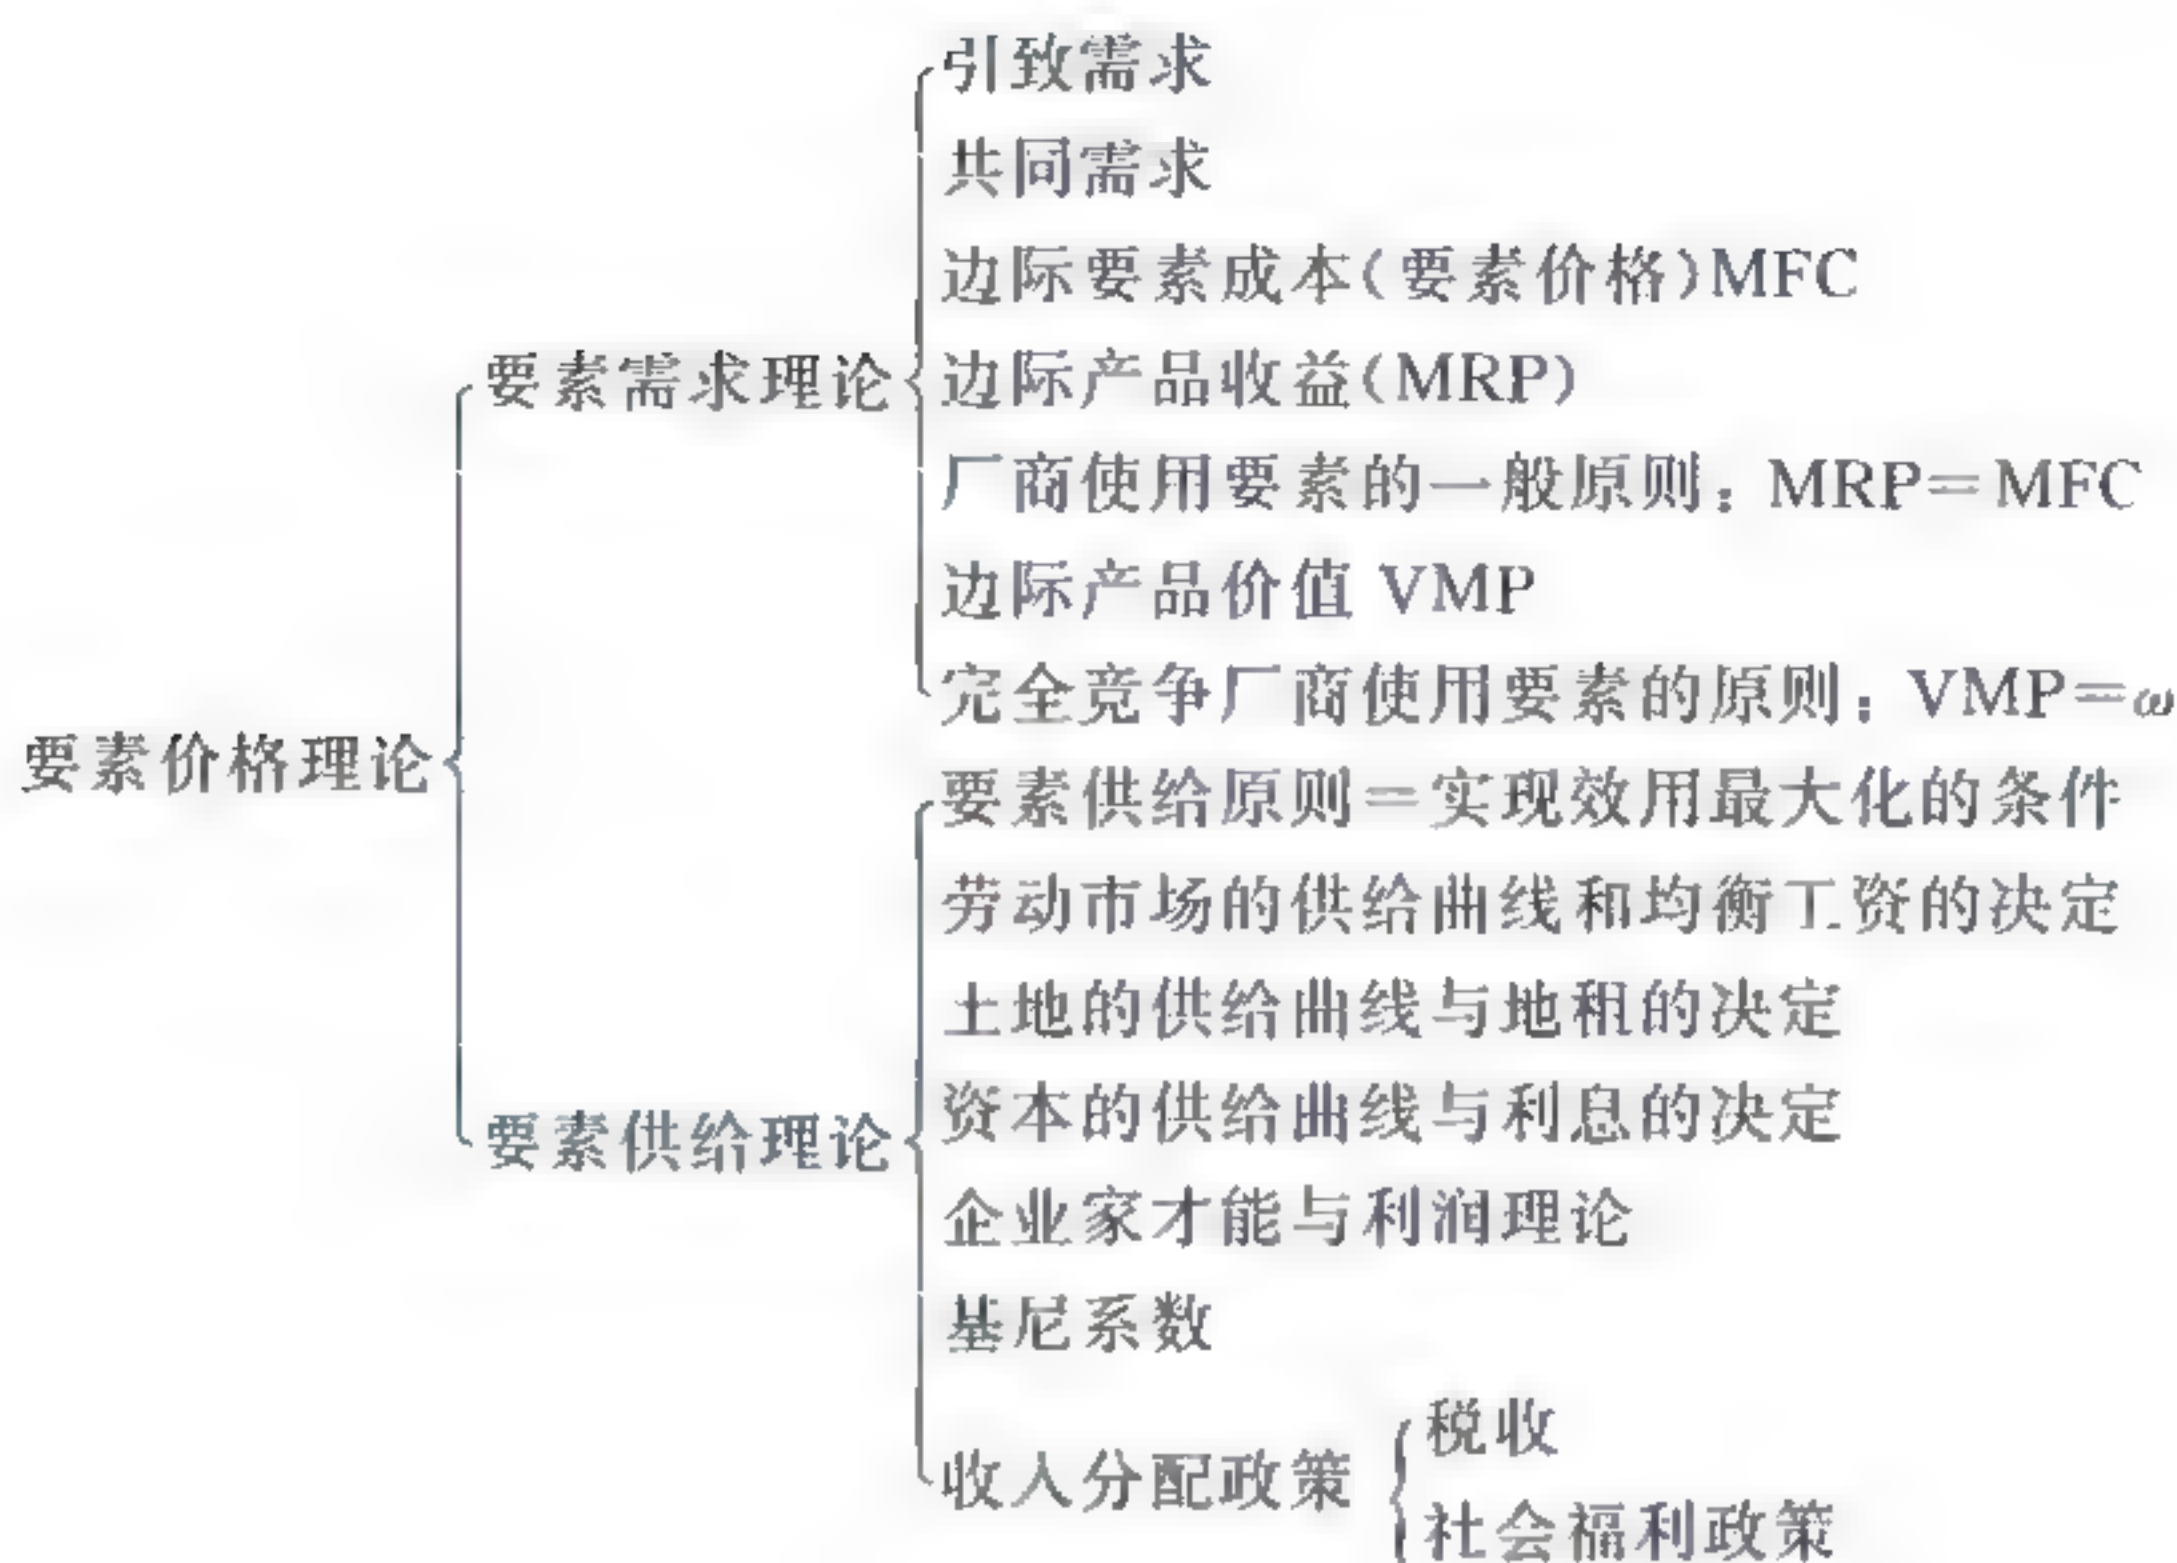 要素价格理论
要素需求理论
引致需求
共同需求
边际要素成本(要素价格)MFC
边际产品收益(MRP)
厂商使用要素的一般原则：MRP=MFC
边际产品价值 VMP
完全竞争厂商使用要素的原则：VMP=ω
要素供给理论
要素供给原则=实现效用最大化的条件
劳动市场的供给曲线和均衡工资的决定
土地的供给曲线与地租的决定
资本的供给曲线与利息的决定
企业家才能与利润理论
基尼系数
收入分配政策
税收
社会福利政策